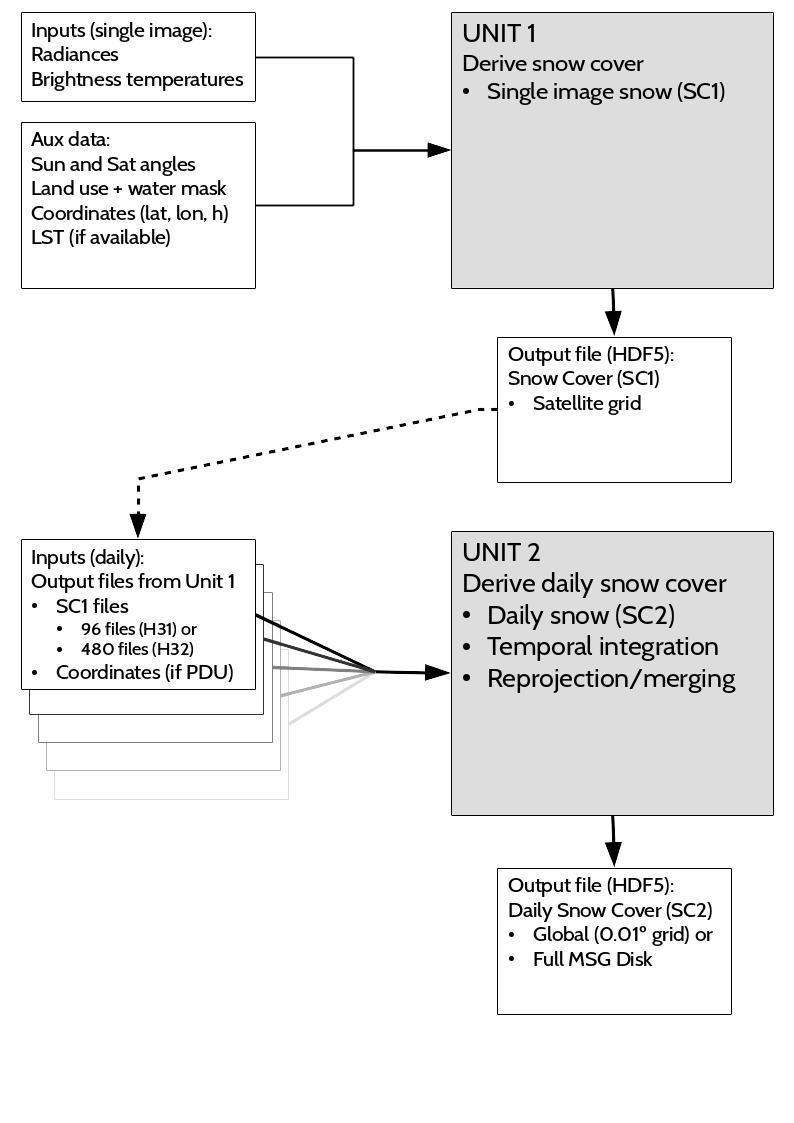 Inputs (single image):
Radiances
Brightness temperatures
Aux data:
Sun and Sat angles
Land use + water mask
Coordinates (lat, lon, h)
LST (if available)
UNIT 1
Derive snow cover
• Single image snow (SC1)
Output file (HDF5):
Snow Cover (SC1)
• Satellite grid
Inputs (daily):
Output files from Unit 1
• SC1 files
• 96 files (H31) or
• 480 files (H32)
• Coordinates (if PDU)
UNIT 2
Derive daily snow cover
• Daily snow (SC2)
• Temporal integration
• Reprojection/merging
Output file (HDF5):
Daily Snow Cover (SC2)
• Global (0.01° grid) or
• Full MSG Disk